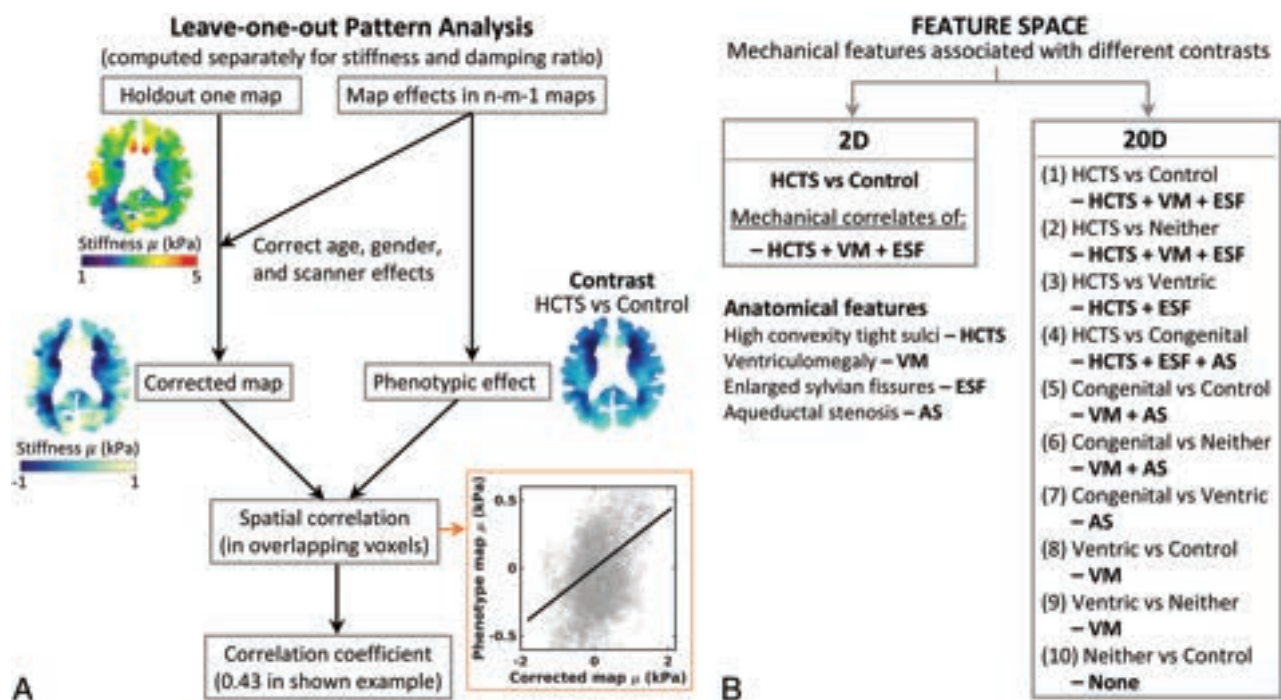 Leave-one-out Pattern Analysis
(computed separately for stiffness and damping ratio)
Holdout one map
Map effects in n-m-1 maps
Stiffness μ (kPa)
1
5
Correct age, gender,
and scanner effects
Contrast
HCTS vs Control
Corrected map
Phenotypic effect
Stiffness μ (kPa)
-1
1
Spatial correlation
(in overlapping voxels)
Correlation coefficient
(0.43 in shown example)
Phenotype map μ (kPa)
0.5
0
-0.5
-2
0
2
Corrected map μ (kPa)
A
FEATURE SPACE
Mechanical features associated with different contrasts
2D
HCTS vs Control
Mechanical correlates of:
– HCTS + VM + ESF
Anatomical features
High convexity tight sulci – HCTS
Ventriculomegaly – VM
Enlarged sylvian fissures – ESF
Aqueductal stenosis – AS
20D
(1) HCTS vs Control
– HCTS + VM + ESF
(2) HCTS vs Neither
– HCTS + VM + ESF
(3) HCTS vs Ventric
– HCTS + ESF
(4) HCTS vs Congenital
– HCTS + ESF + AS
(5) Congenital vs Control
– VM + AS
(6) Congenital vs Neither
– VM + AS
(7) Congenital vs Ventric
– AS
(8) Ventric vs Control
– VM
(9) Ventric vs Neither
– VM
(10) Neither vs Control
– None
B